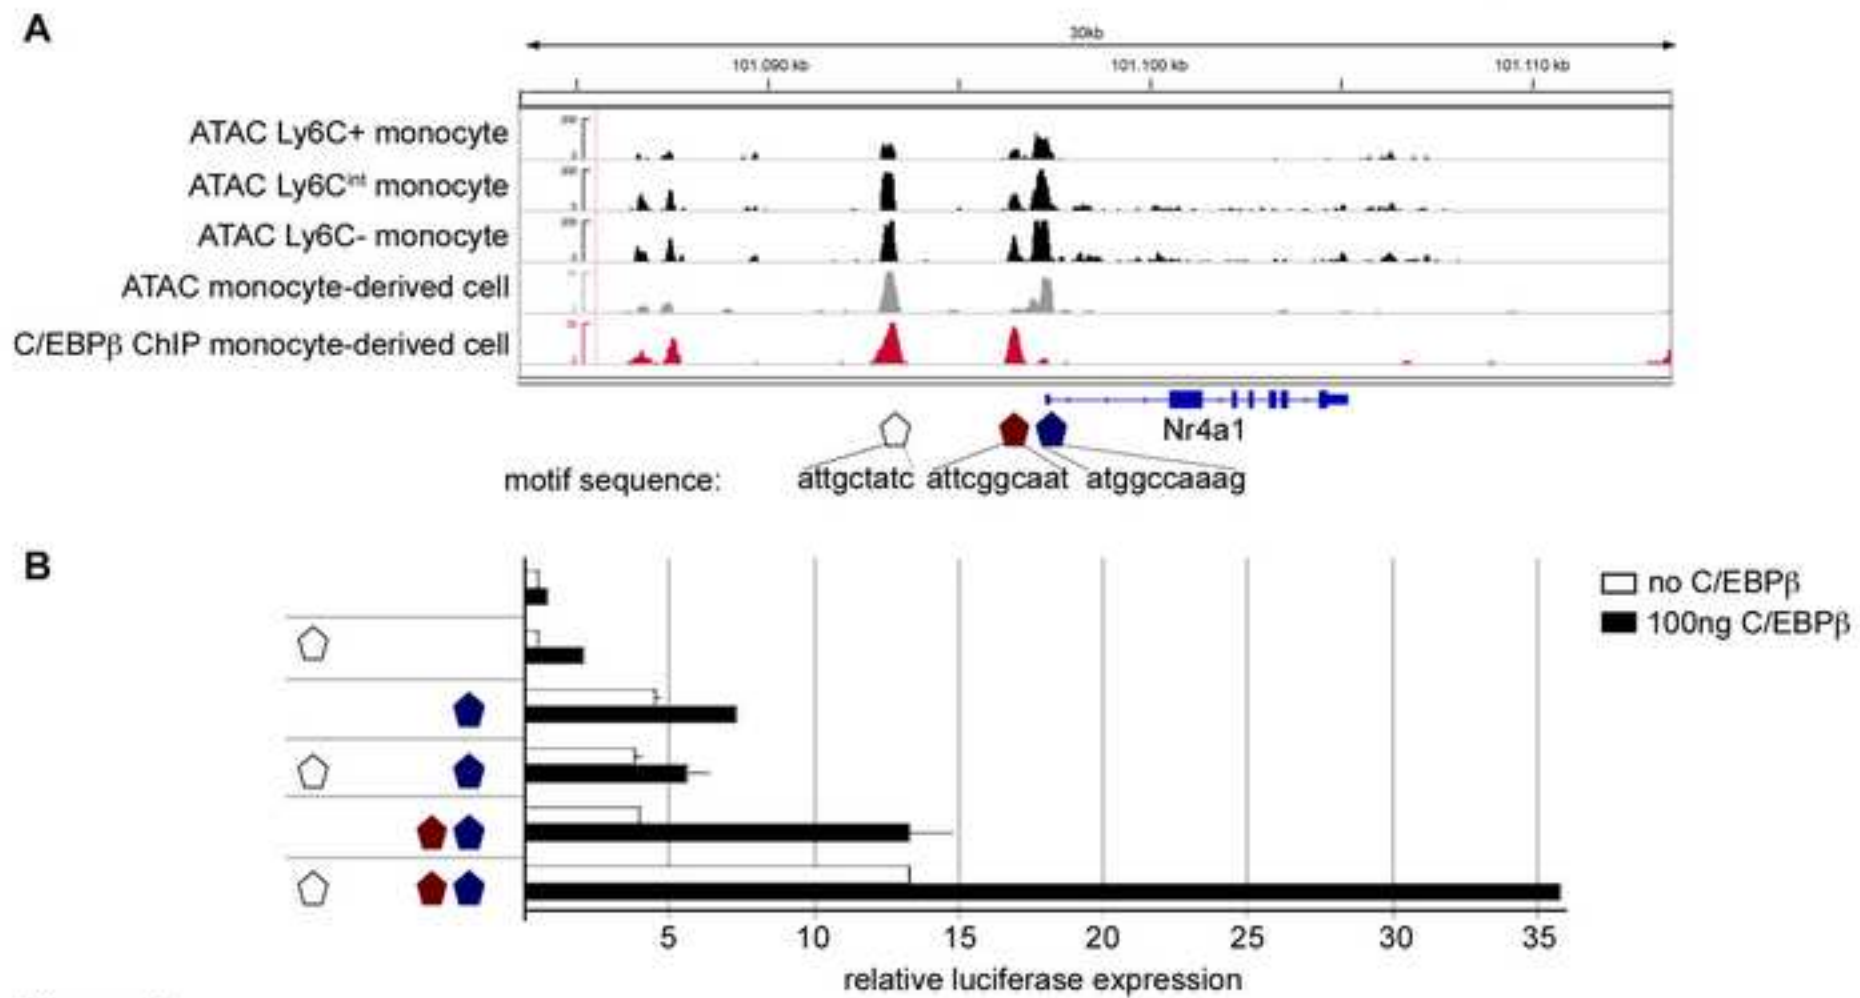 A
30kb
101.090 kb 101.100 kb 101.110 kb
ATAC Ly6C+ monocyte
ATAC Ly6Cint monocyte
ATAC Ly6C- monocyte
ATAC monocyte-derived cell
C/EBPβ ChIP monocyte-derived cell
Nr4a1
motif sequence: attgctatc attcggcaat atggccaaag
B
no C/EBPβ
100ng C/EBPβ
5 10 15 20 25 30 35
relative luciferase expression